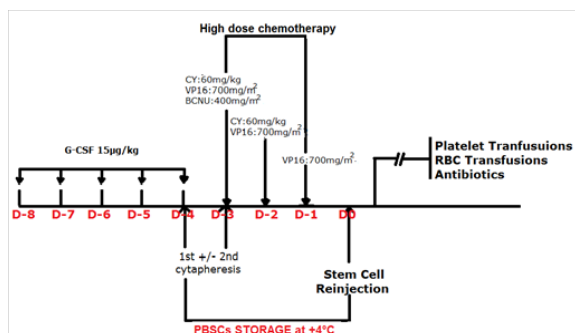 High dose chemotherapy
CY:60mg/kg
VP16:700mg/m2
BCNU:400mg/m2
CY:60mg/kg
VP16:700mg/m2
G-CSF 15µg/kg
VP16:700mg/m2
Platelet Tranfusuions
RBC Transfusions
Antibiotics
D-8 D-7 D-6 D-5 D-4 D-3 D-2 D-1 D0
1st +/- 2nd
cytapheresis
Stem Cell
Reinjection
PBSCs STORAGE at +4°C